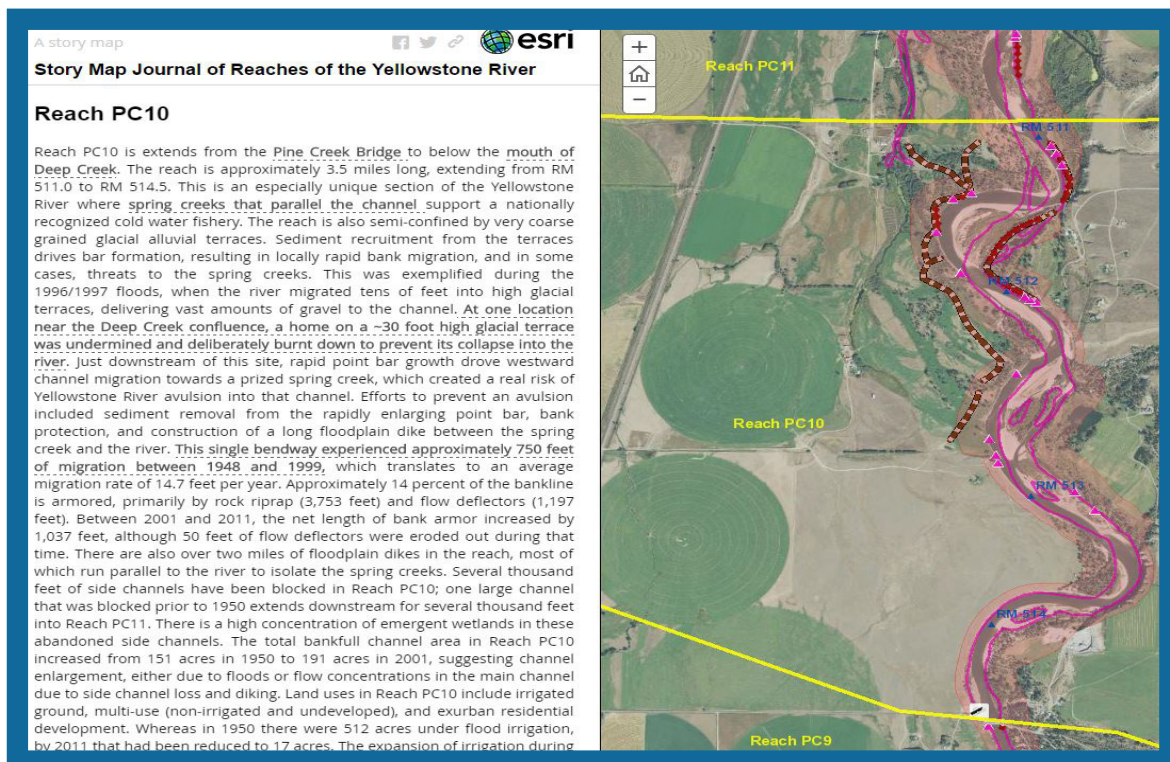 A story map
esri
Story Map Journal of Reaches of the Yellowstone River
Reach PC10
Reach PC10 is extends from the Pine Creek Bridge to below the mouth of
Deep Creek. The reach is approximately 3.5 miles long, extending from RM
511.0 to RM 514.5. This is an especially unique section of the Yellowstone
River where spring creeks that parallel the channel support a nationally
recognized cold water fishery. The reach is also semi-confined by very coarse
grained glacial alluvial terraces. Sediment recruitment from the terraces
drives bar formation, resulting in locally rapid bank migration, and in some
cases, threats to the spring creeks. This was exemplified during the
1996/1997 floods, when the river migrated tens of feet into high glacial
terraces, delivering vast amounts of gravel to the channel. At one location
near the Deep Creek confluence, a home on a ~30 foot high glacial terrace
was undermined and deliberately burnt down to prevent its collapse into the
river. Just downstream of this site, rapid point bar growth drove westward
channel migration towards a prized spring creek, which created a real risk of
Yellowstone River avulsion into that channel. Efforts to prevent an avulsion
included sediment removal from the rapidly enlarging point bar, bank
protection, and construction of a long floodplain dike between the spring
creek and the river. This single bendway experienced approximately 750 feet
of migration between 1948 and 1999, which translates to an average
migration rate of 14.7 feet per year. Approximately 14 percent of the bankline
is armored, primarily by rock riprap (3,753 feet) and flow deflectors (1,197
feet). Between 2001 and 2011, the net length of bank armor increased by
1,037 feet, although 50 feet of flow deflectors were eroded out during that
time. There are also over two miles of floodplain dikes in the reach, most of
which run parallel to the river to isolate the spring creeks. Several thousand
feet of side channels have been blocked in Reach PC10; one large channel
that was blocked prior to 1950 extends downstream for several thousand feet
into Reach PC11. There is a high concentration of emergent wetlands in these
abandoned side channels. The total bankfull channel area in Reach PC10
increased from 151 acres in 1950 to 191 acres in 2001, suggesting channel
enlargement, either due to floods or flow concentrations in the main channel
due to side channel loss and diking. Land uses in Reach PC10 include irrigated
ground, multi-use (non-irrigated and undeveloped), and exurban residential
development. Whereas in 1950 there were 512 acres under flood irrigation,
by 2011 that had been reduced to 17 acres. The expansion of irrigation during
+
−
Reach PC11
RM 511
RM 512
Reach PC10
RM 513
RM 514
Reach PC9